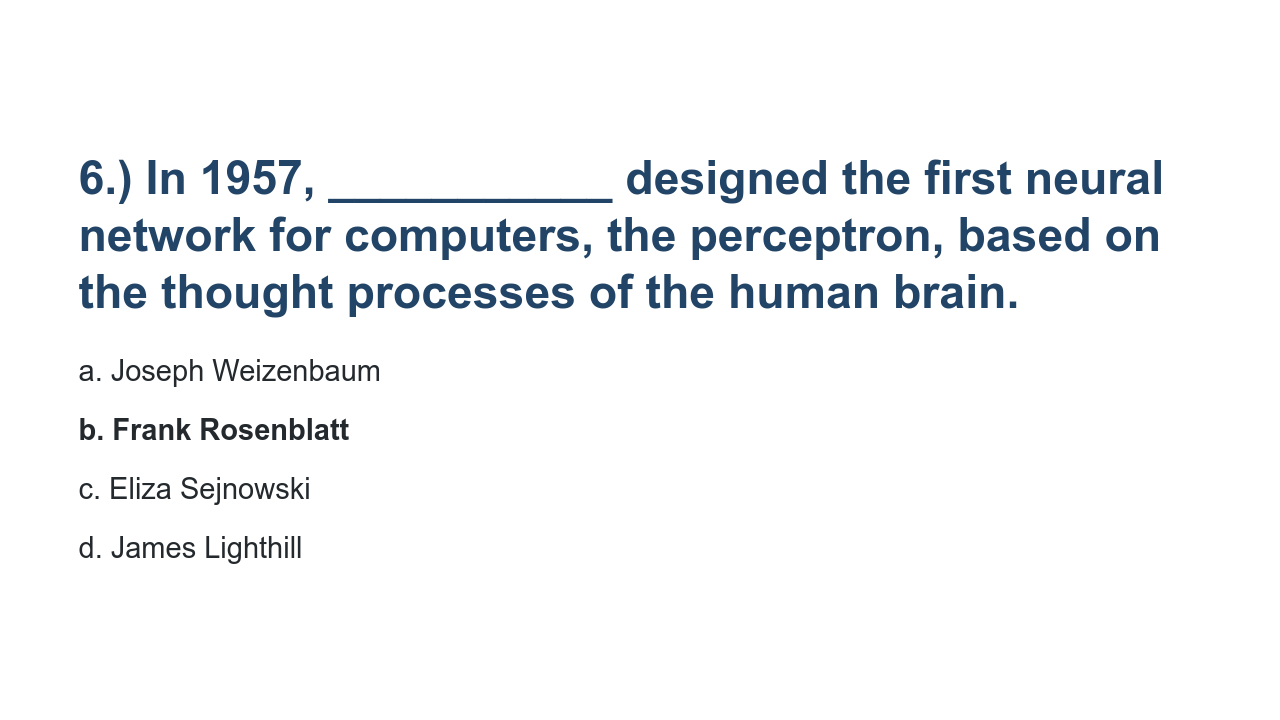 6.) In 1957, ___________ designed the first neural
network for computers, the perceptron, based on
the thought processes of the human brain.
a. Joseph Weizenbaum
b. Frank Rosenblatt
c. Eliza Sejnowski
d. James Lighthill